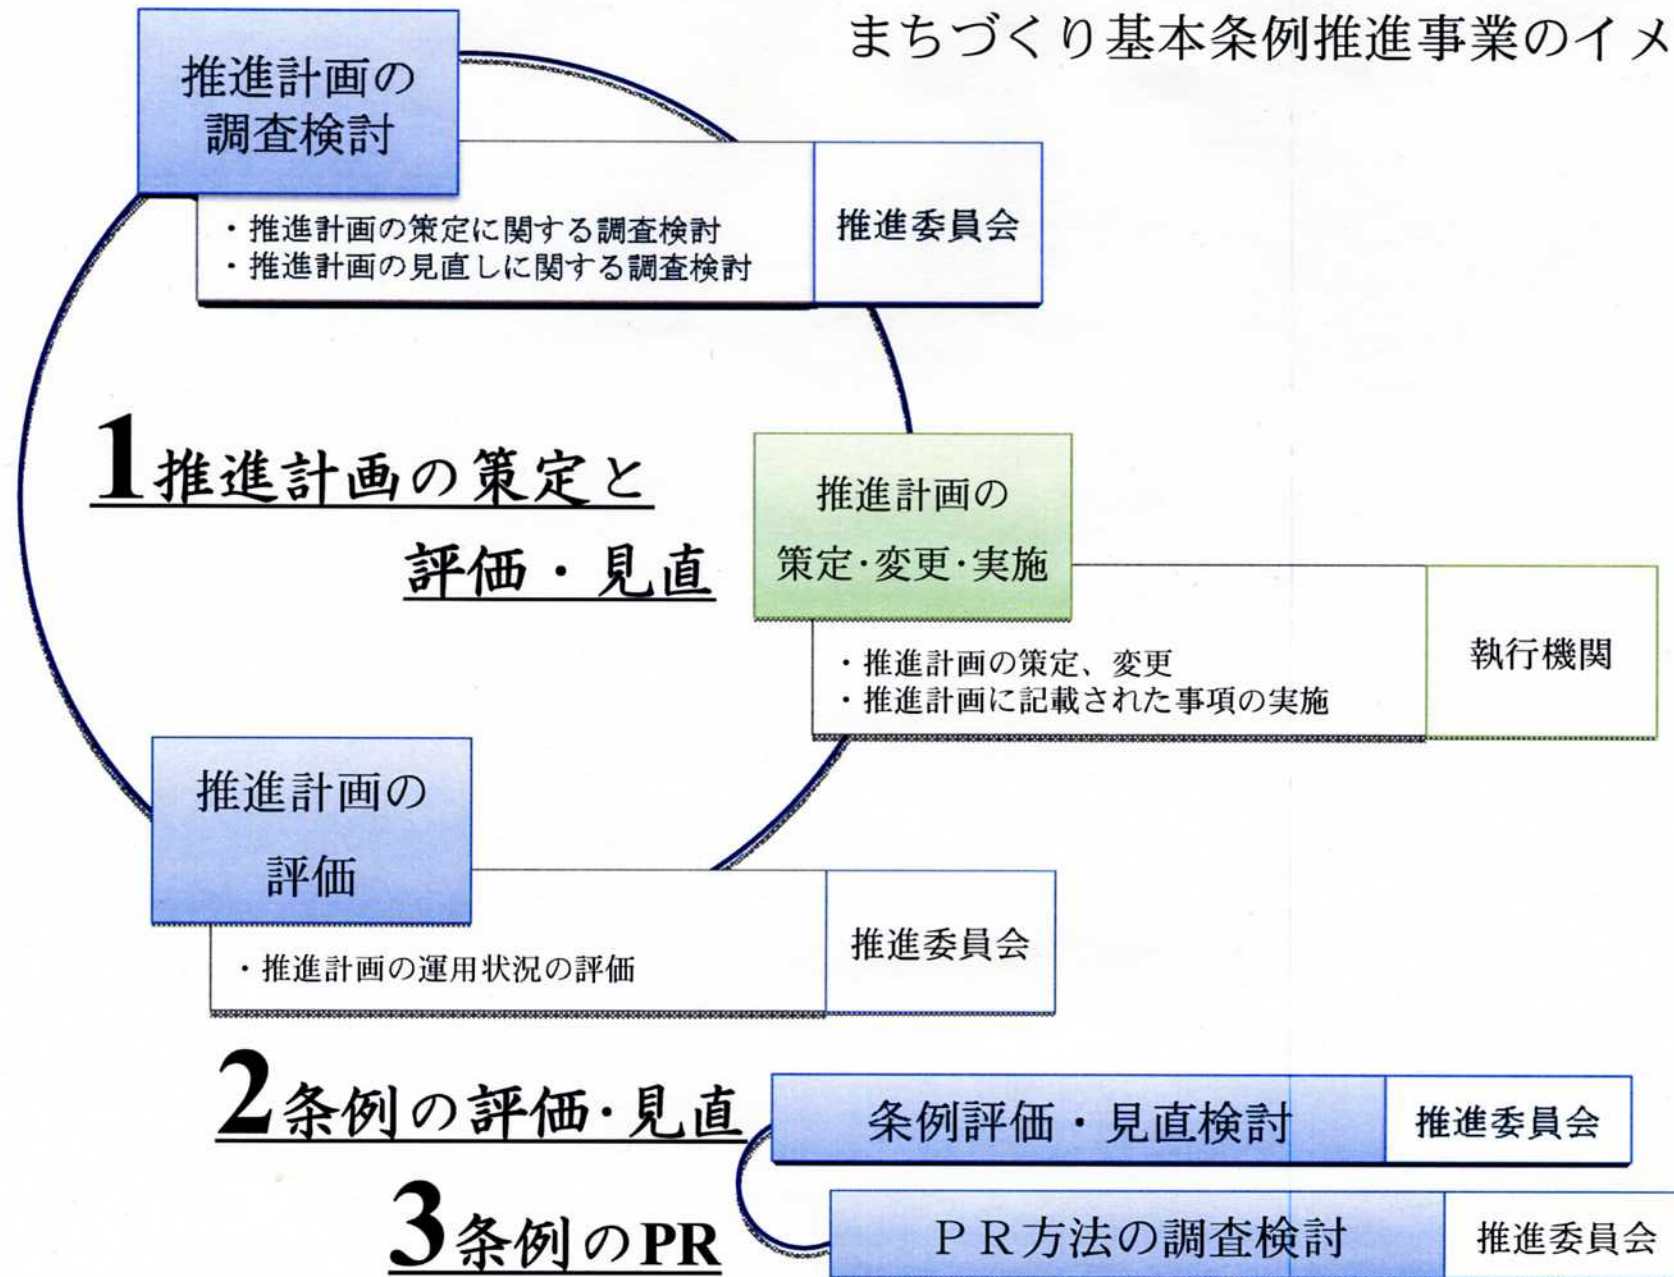 まちづくり基本条例推進事業のイメ
推進計画の
調査検討
・推進計画の策定に関する調査検討
・推進計画の見直しに関する調査検討
推進委員会
1推進計画の策定と
評価・見直
推進計画の
策定・変更・実施
・推進計画の策定、変更
・推進計画に記載された事項の実施
執行機関
推進計画の
評価
・推進計画の運用状況の評価
推進委員会
2条例の評価・見直
条例評価・見直検討
推進委員会
3条例のPR
ＰＲ方法の調査検討
推進委員会